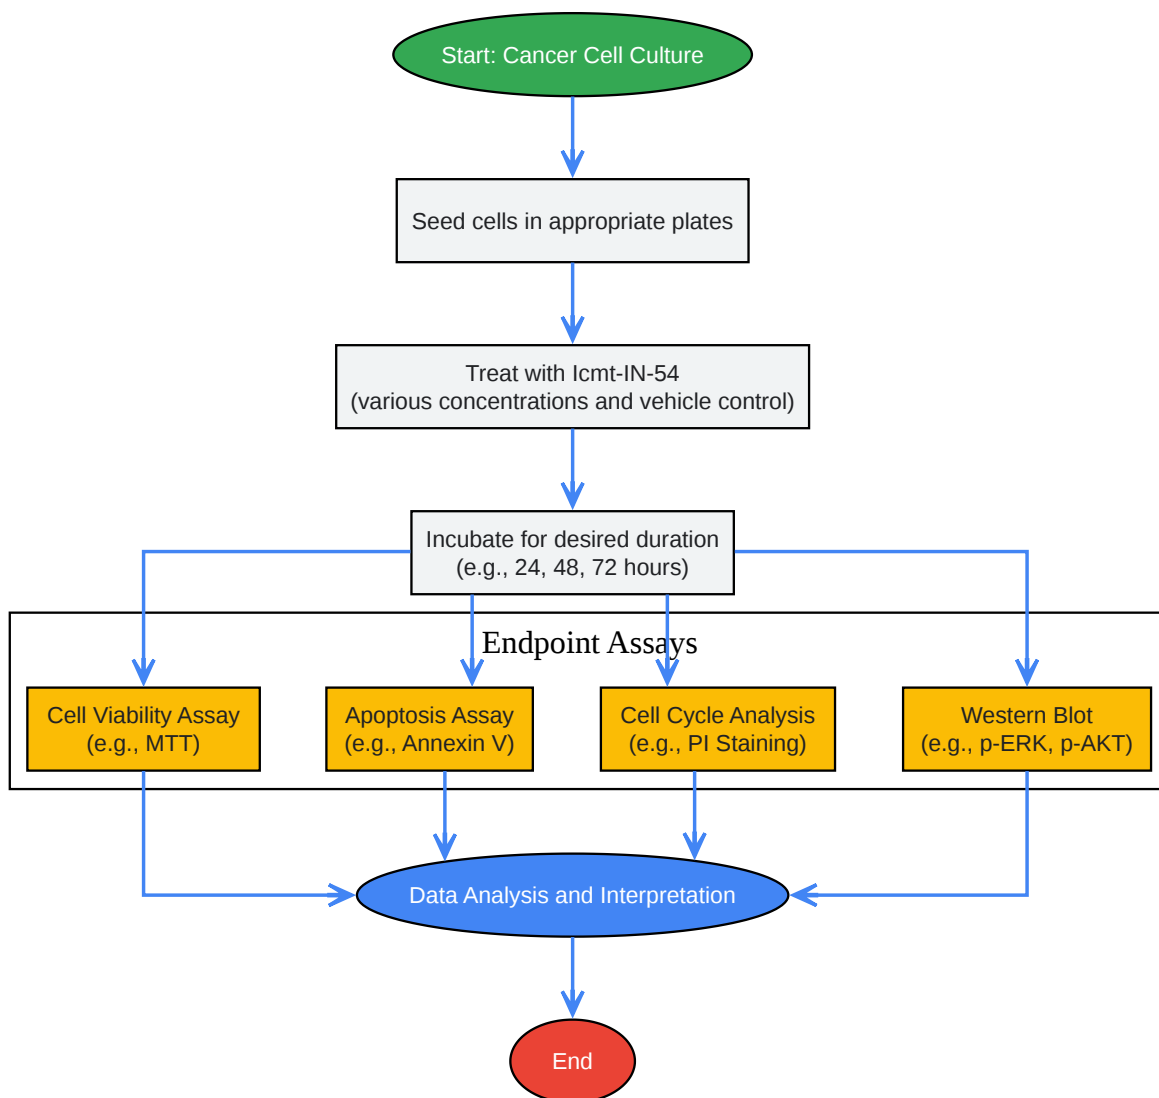 Start: Cancer Cell Culture
Seed cells in appropriate plates
Treat with Icmt-IN-54
(various concentrations and vehicle control)
Incubate for desired duration
(e.g., 24, 48, 72 hours)
Endpoint Assays
Cell Viability Assay
(e.g., MTT)
Apoptosis Assay
(e.g., Annexin V)
Cell Cycle Analysis
(e.g., PI Staining)
Western Blot
(e.g., p-ERK, p-AKT)
Data Analysis and Interpretation
End